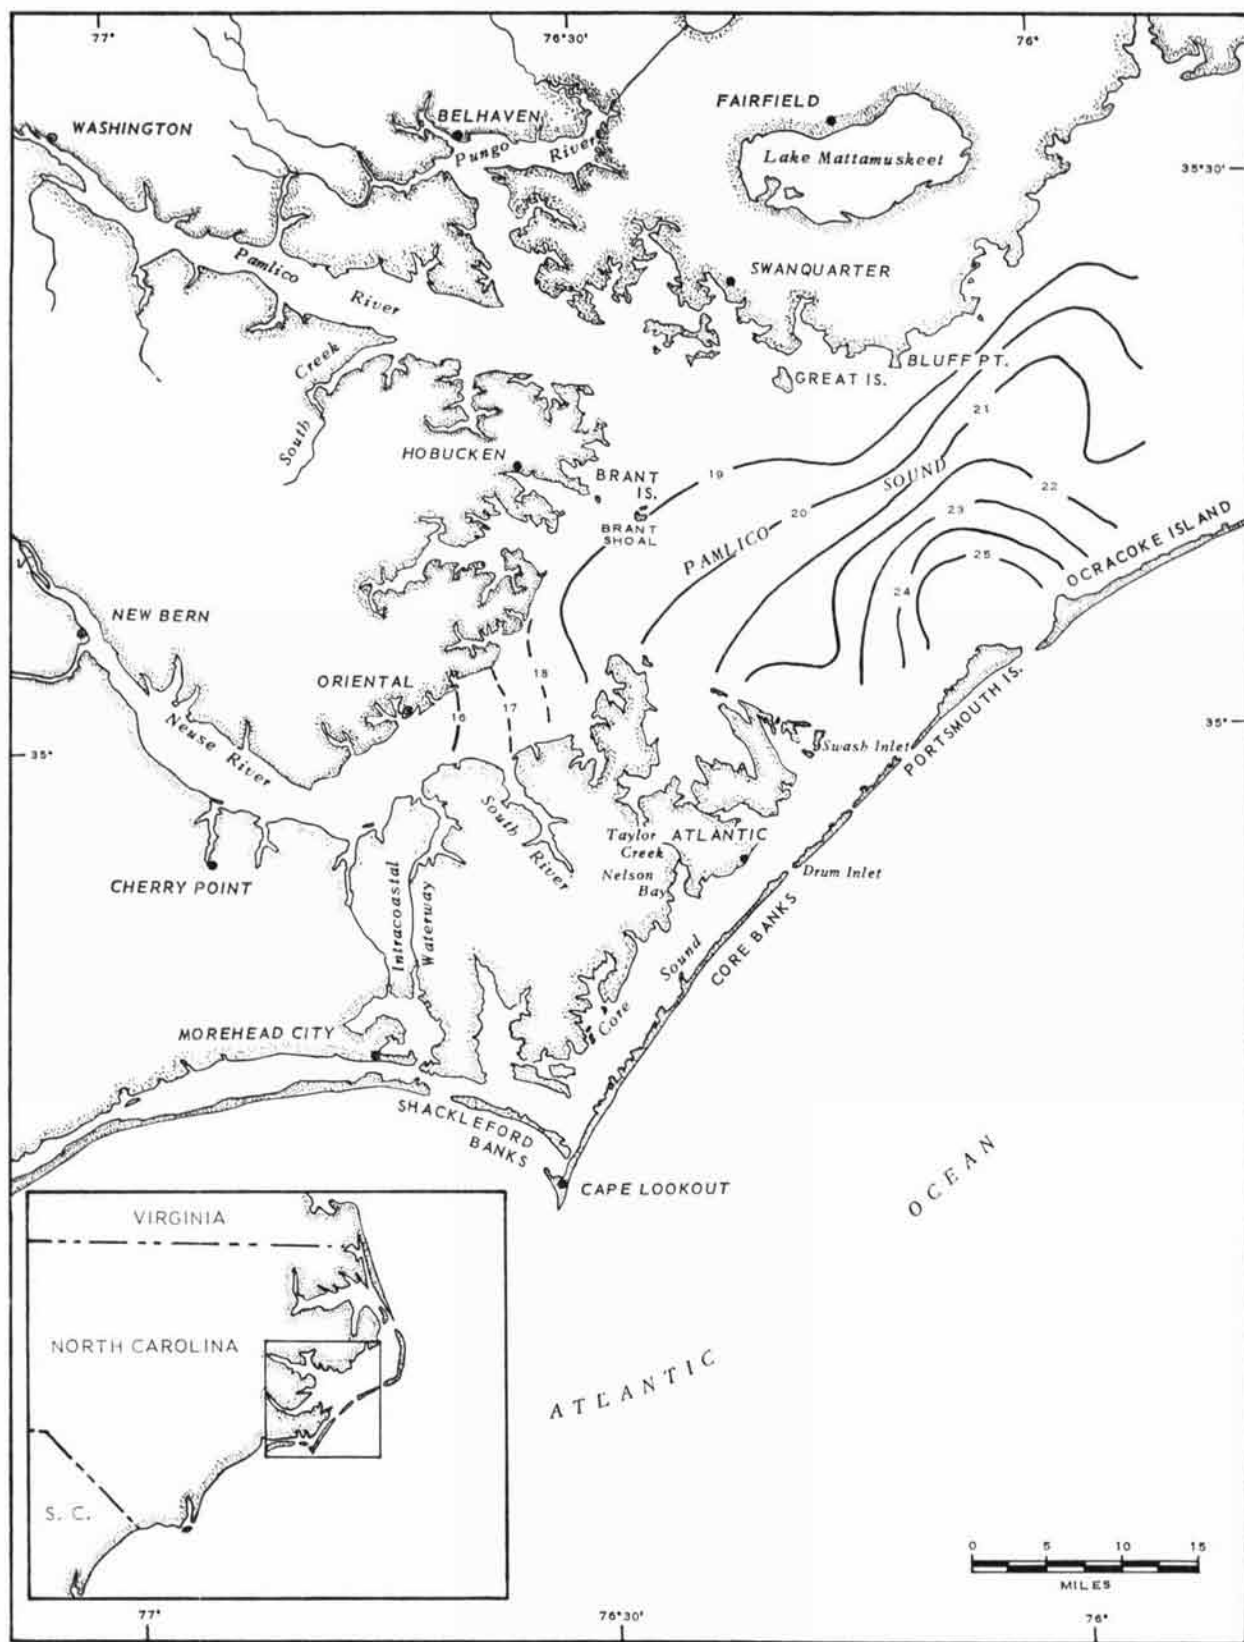 77°
76°30'
76°
WASHINGTON
BELHAVEN
Pungo
River
FAIRFIELD
Lake Mattamuskeet
35°30'
Pamlico
River
SWANQUARTER
South
Creek
GREAT IS.
BLUFF PT.
HOBUCKEN
BRANT
IS.
BRANT
SHOAL
19
20
21
22
23
24
25
PAMLICO
SOUND
OCRACOKE ISLAND
NEW BERN
ORIENTAL
16
17
18
Neuse
River
35°
35°
Swash Inlet
PORTSMOUTH IS.
South
River
Taylor
Creek
ATLANTIC
Nelson
Bay
Drum Inlet
CHERRY POINT
Intracoastal
Waterway
Core
Sound
CORE BANKS
MOREHEAD CITY
SHACKLEFORD
BANKS
CAPE LOOKOUT
ATLANTIC
OCEAN
VIRGINIA
NORTH CAROLINA
S. C.
0 5 10 15
MILES
77°
76°30'
76°